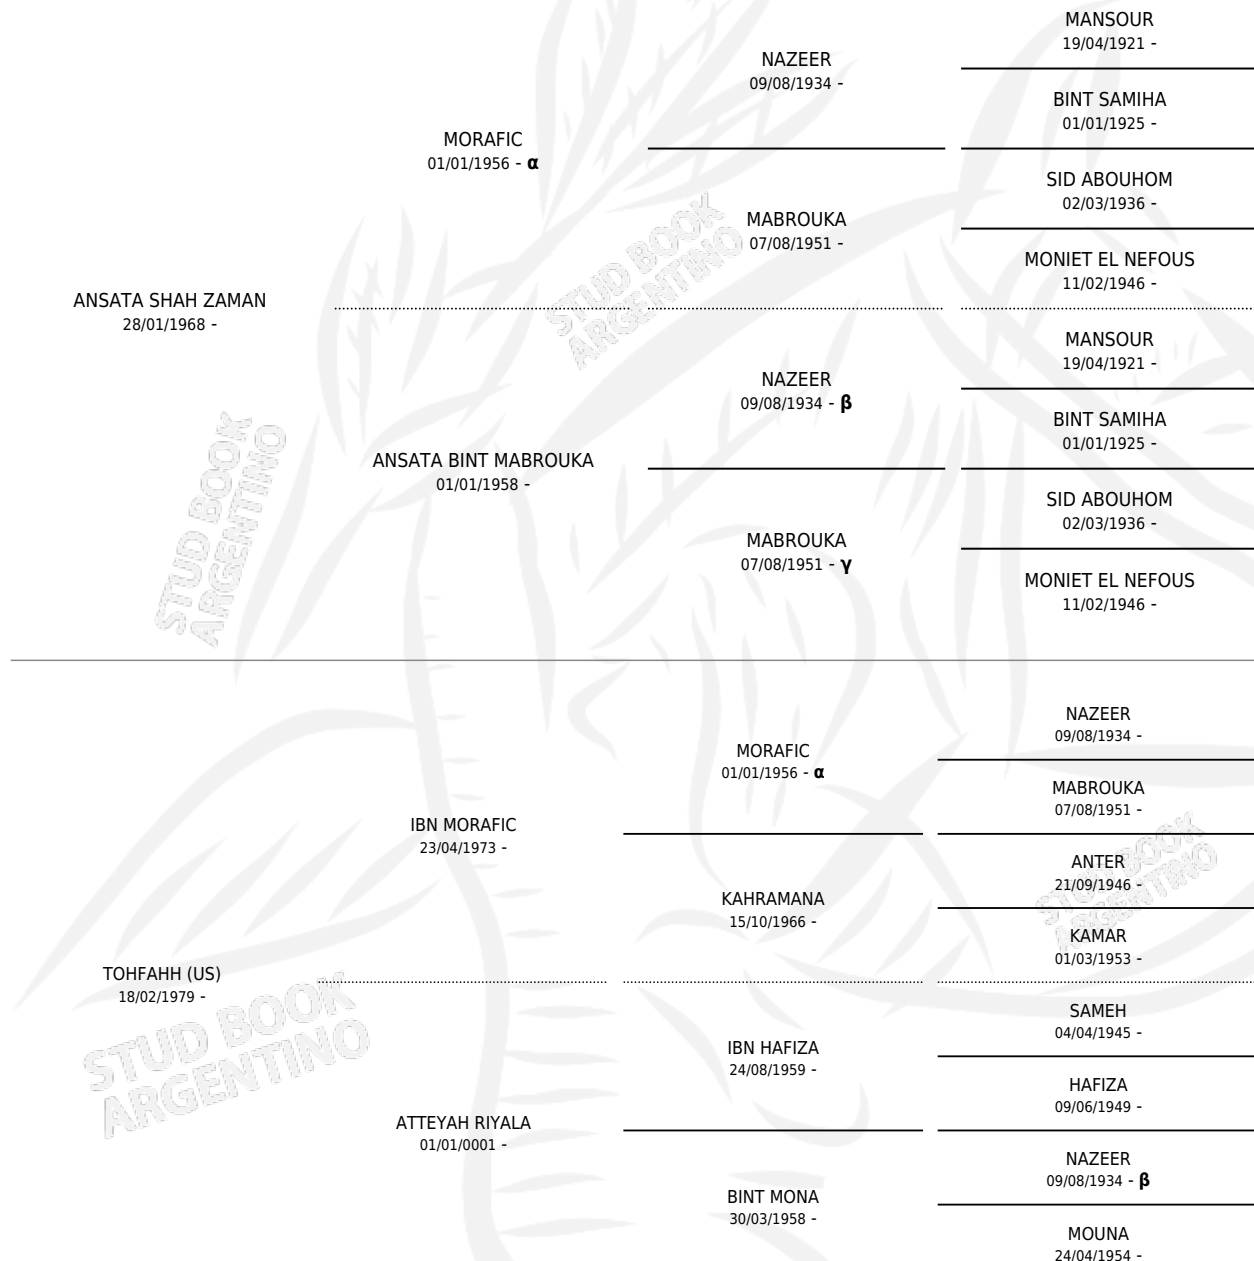 MANSOUR
19/04/1921 -
NAZEER
09/08/1934 -
BINT SAMIHA
01/01/1925 -
MORAFIC
01/01/1956 - α
SID ABOUHOM
02/03/1936 -
MABROUKA
07/08/1951 -
MONIET EL NEFOUS
11/02/1946 -
ANSATA SHAH ZAMAN
28/01/1968 -
MANSOUR
19/04/1921 -
NAZEER
09/08/1934 - β
BINT SAMIHA
01/01/1925 -
ANSATA BINT MABROUKA
01/01/1958 -
SID ABOUHOM
02/03/1936 -
MABROUKA
07/08/1951 - γ
MONIET EL NEFOUS
11/02/1946 -
NAZEER
09/08/1934 -
MORAFIC
01/01/1956 - α
MABROUKA
07/08/1951 -
IBN MORAFIC
23/04/1973 -
ANTER
21/09/1946 -
KAHRAMANA
15/10/1966 -
KAMAR
01/03/1953 -
TOHFAHH (US)
18/02/1979 -
SAMEH
04/04/1945 -
IBN HAFIZA
24/08/1959 -
HAFIZA
09/06/1949 -
ATTEYAH RIYALA
01/01/0001 -
NAZEER
09/08/1934 - β
BINT MONA
30/03/1958 -
MOUNA
24/04/1954 -
STUD BOOK
ARGENTINO
STUD BOOK
ARGENTINO
STUD BOOK
ARGENTINO
STUD BOOK
ARGENTINO